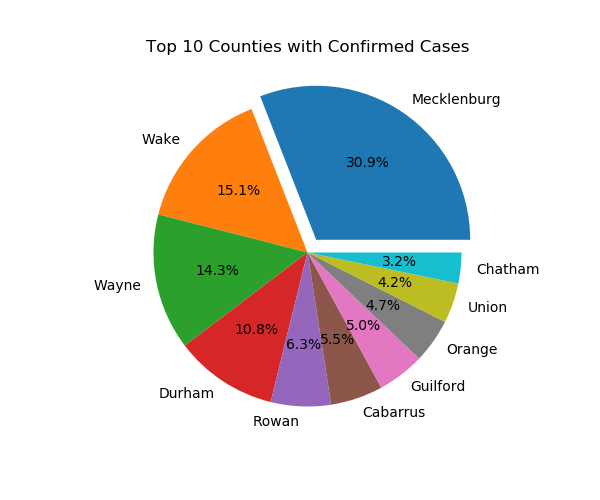 Top 10 Counties with Confirmed Cases
Mecklenburg
30.9%
Wake
15.1%
Wayne
14.3%
Durham
10.8%
Rowan
6.3%
Cabarrus
5.5%
Guilford
5.0%
Orange
4.7%
Union
4.2%
Chatham
3.2%